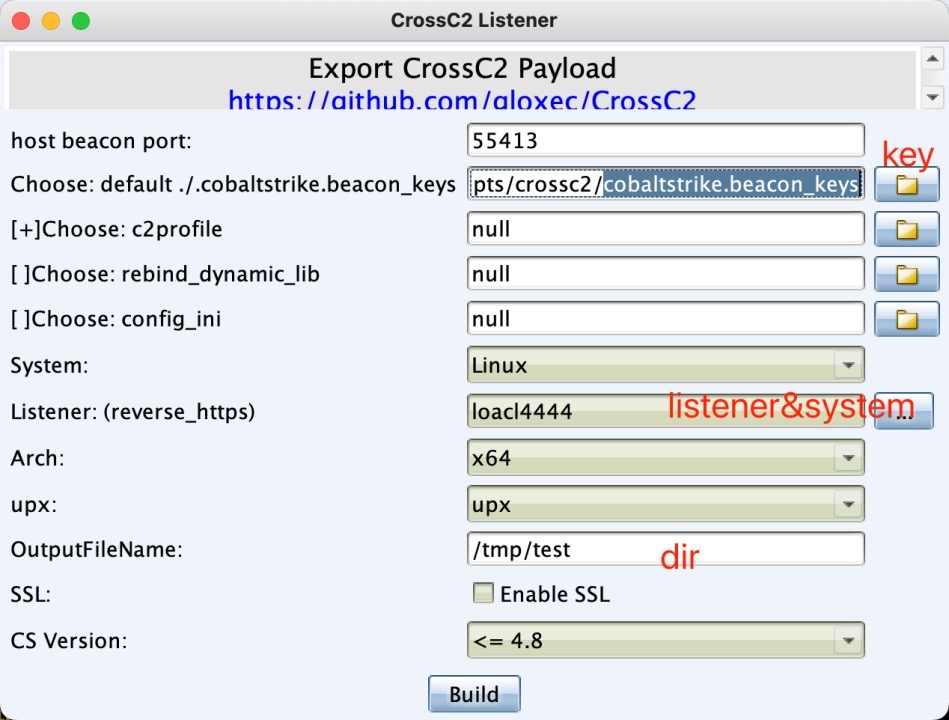 CrossC2 Listener
Export CrossC2 Payload
https://github.com/gloxec/CrossC2
host beacon port: 55413
key
Choose: default ./.cobaltstrike.beacon_keys pts/crossc2/cobaltstrike.beacon_keys
[+]Choose: c2profile null
[ ]Choose: rebind_dynamic_lib null
[ ]Choose: config_ini null
System: Linux
Listener: (reverse_https) loacl4444 listener&system ...
Arch: x64
upx: upx
OutputFileName: /tmp/test dir
SSL: Enable SSL
CS Version: <= 4.8
Build